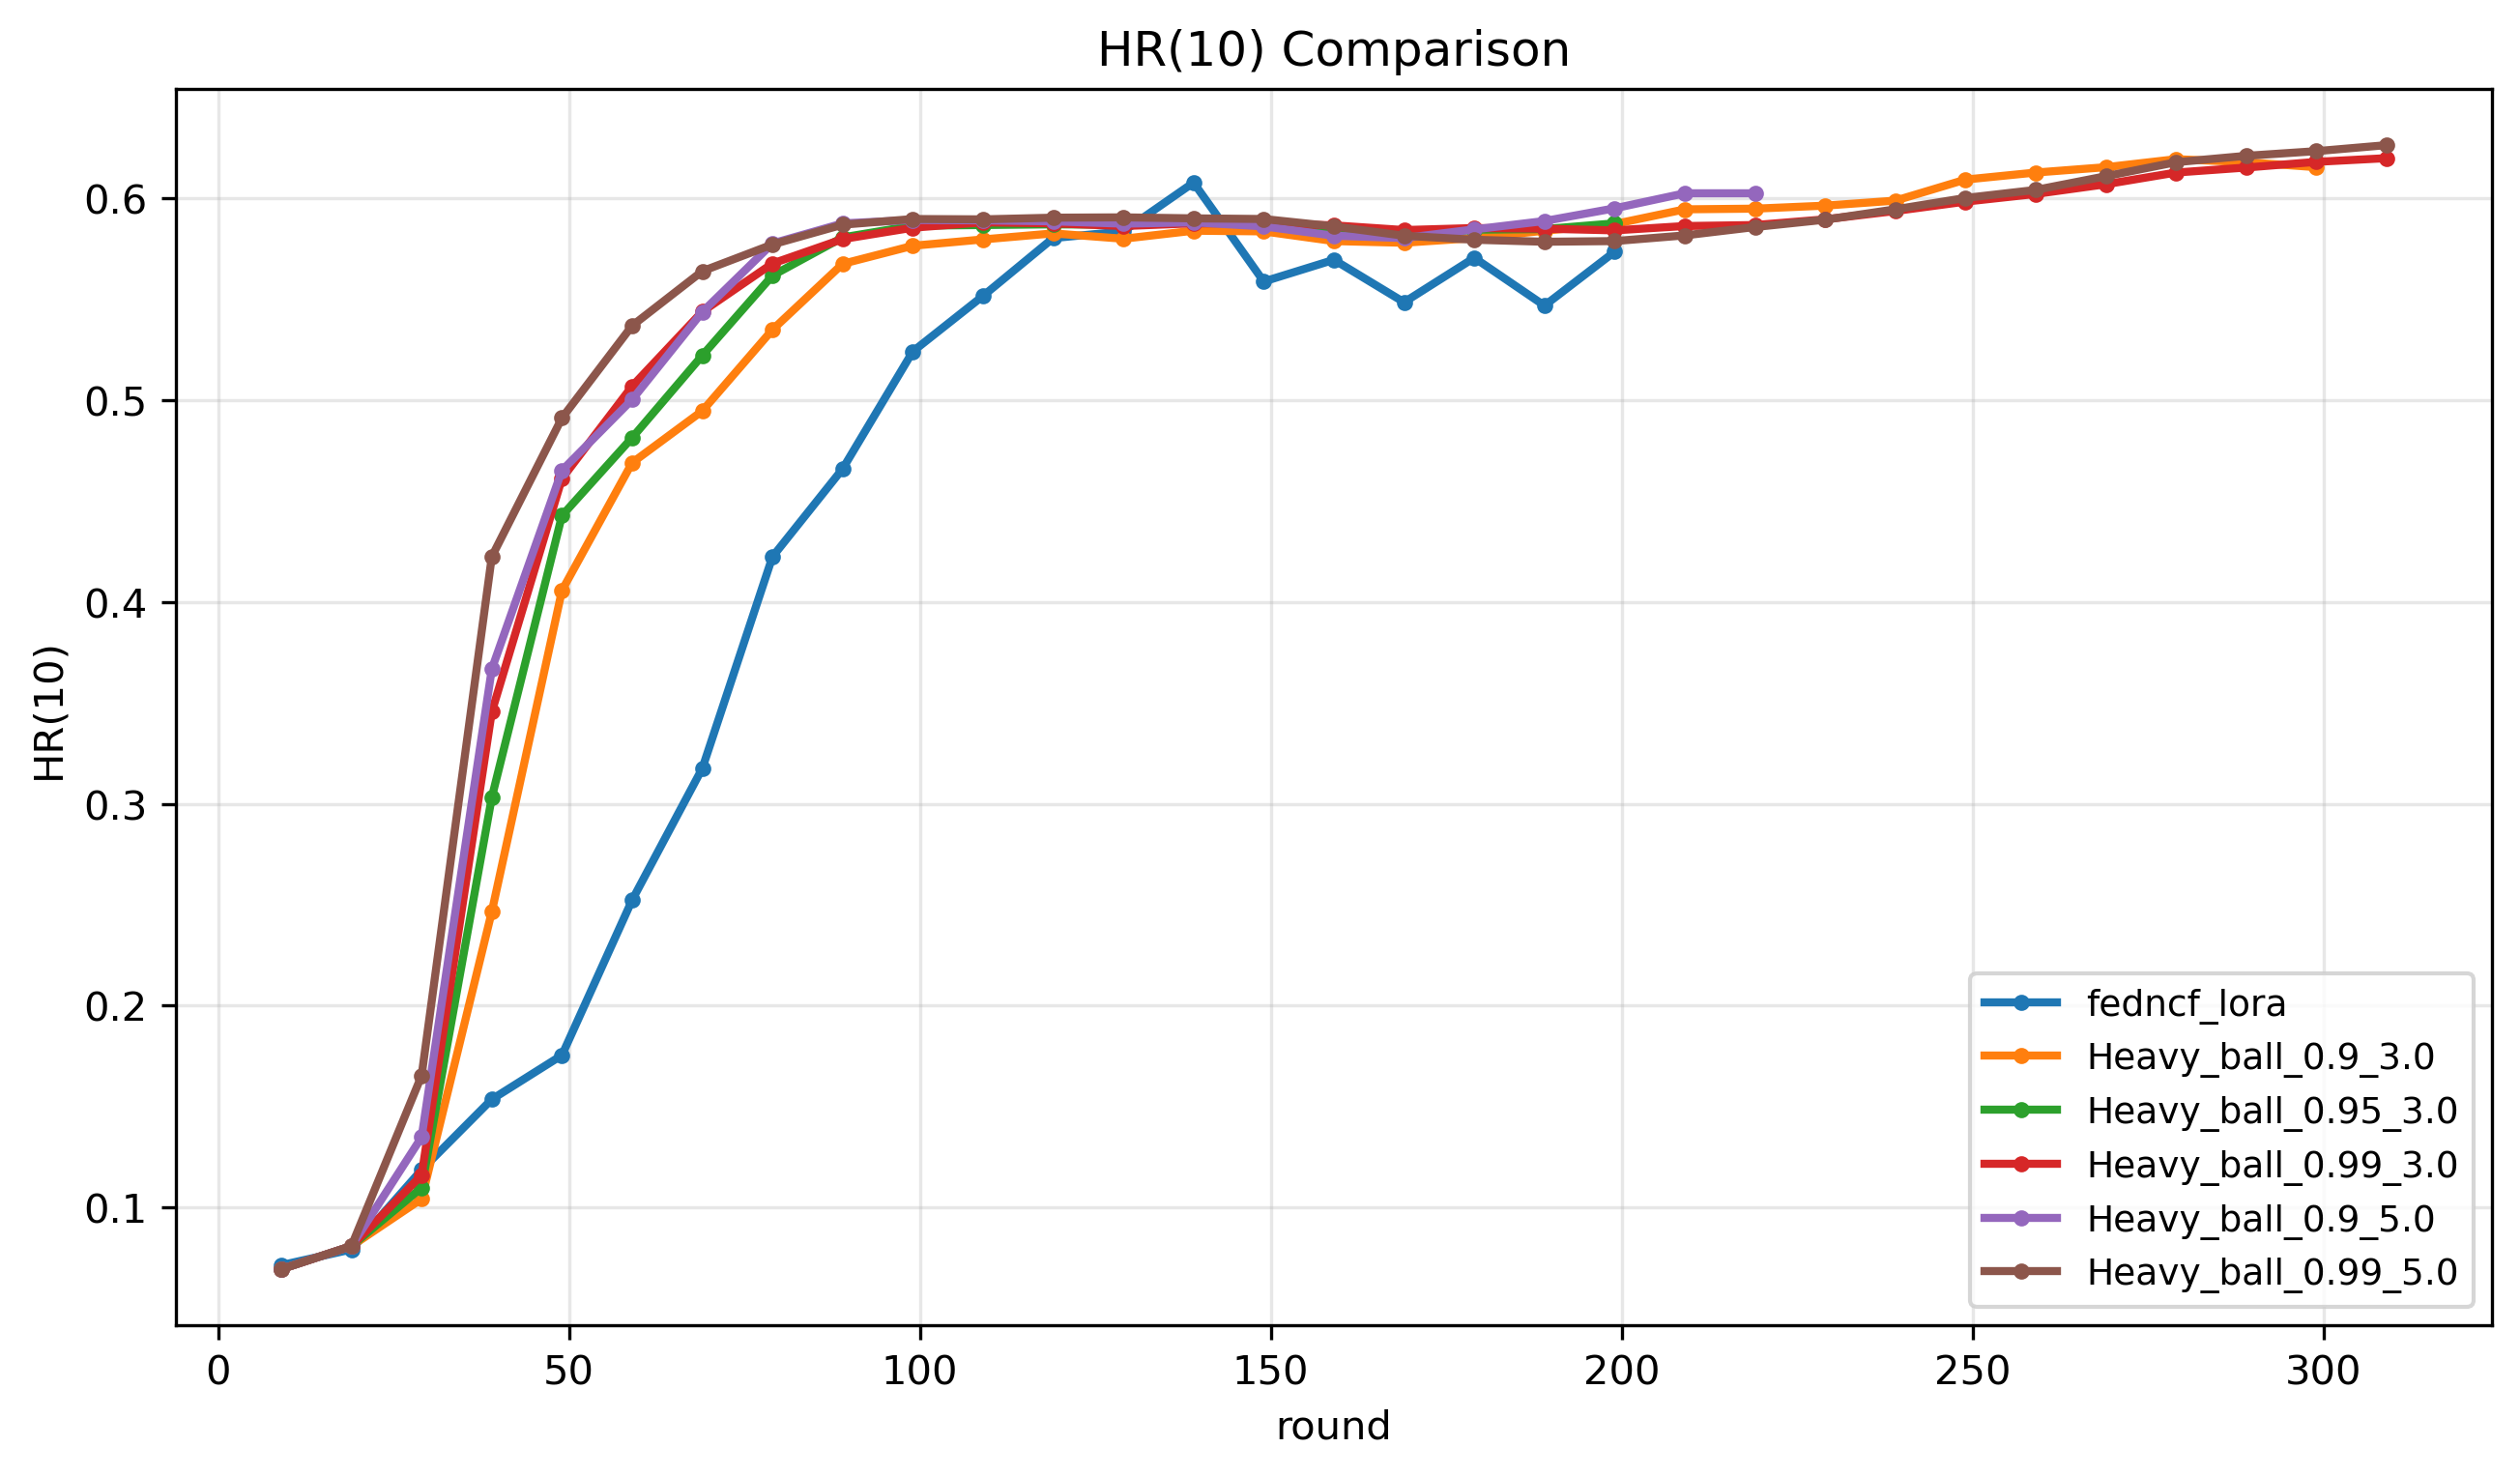 HR(10) Comparison
HR(10)
0.6
0.5
0.4
0.3
0.2
0.1
0 50 100 150 200 250 300
round
fedncf_lora
Heavy_ball_0.9_3.0
Heavy_ball_0.95_3.0
Heavy_ball_0.99_3.0
Heavy_ball_0.9_5.0
Heavy_ball_0.99_5.0